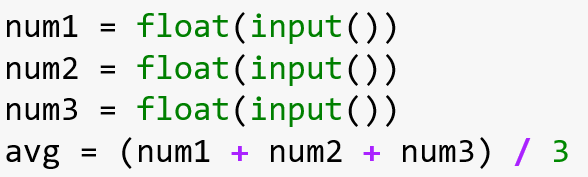 num1 = float(input())
num2 = float(input())
num3 = float(input())
avg = (num1 + num2 + num3) / 3